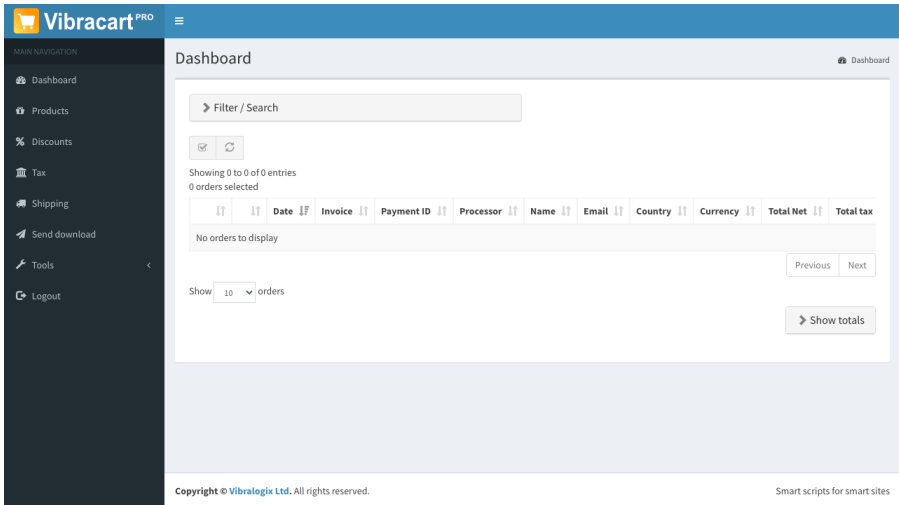 Vibracart PRO
MAIN NAVIGATION
Dashboard
Products
Discounts
Tax
Shipping
Send download
Tools
Logout
Dashboard
Dashboard
Filter / Search
Showing 0 to 0 of 0 entries
0 orders selected
Date Invoice Payment ID Processor Name Email Country Currency Total Net Total tax
No orders to display
Previous Next
Show 10 orders
Show totals
Copyright © Vibralogix Ltd. All rights reserved.
Smart scripts for smart sites